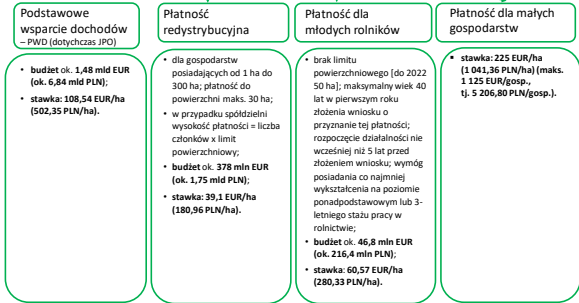 Podstawowe
wsparcie dochodów
– PWD (dotychczas JPO)
• budżet ok. 1,48 mld EUR
(ok. 6,84 mld PLN);
• stawka: 108,54 EUR/ha
(502,35 PLN/ha).
Płatność
redystrybucyjna
• dla gospodarstw
posiadających od 1 ha do
300 ha; płatność do
powierzchni maks. 30 ha;
• w przypadku spółdzielni
wysokość płatności = liczba
członków x limit
powierzchniowy;
• budżet ok. 378 mln EUR
(ok. 1,75 mld PLN);
• stawka: 39,1 EUR/ha
(180,96 PLN/ha).
Płatność dla
młodych rolników
• brak limitu
powierzchniowego [do 2022
50 ha]; maksymalny wiek 40
lat w pierwszym roku
złożenia wniosku o
przyznanie tej płatności;
rozpoczęcie działalności nie
wcześniej niż 5 lat przed
złożeniem wniosku; wymóg
posiadania co najmniej
wykształcenia na poziomie
ponadpodstawowym lub 3-
letniego stażu pracy w
rolnictwie;
• budżet ok. 46,8 mln EUR
(ok. 216,4 mln PLN);
• stawka: 60,57 EUR/ha
(280,33 PLN/ha).
Płatność dla małych
gospodarstw
▪ stawka: 225 EUR/ha
(1 041,36 PLN/ha) (maks.
1 125 EUR/gosp.,
tj. 5 206,80 PLN/gosp.).